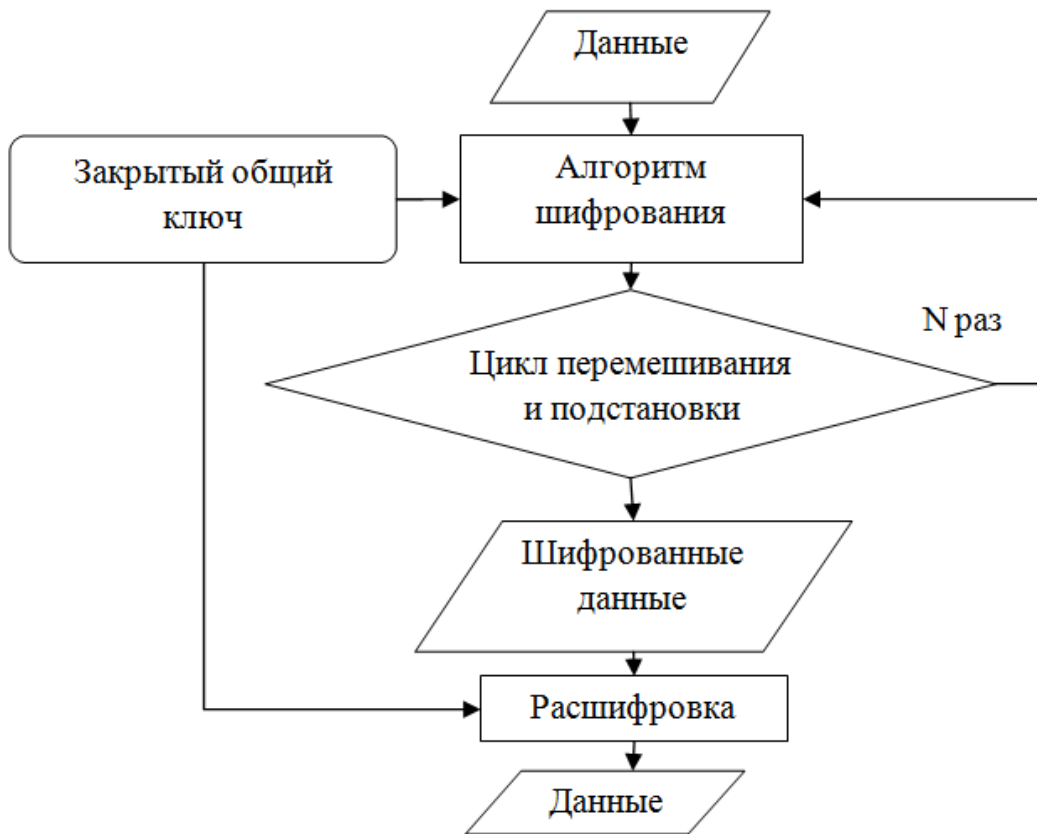 Данные
Закрытый общий
ключ
Алгоритм
шифрования
N раз
Цикл перемешивания
и подстановки
Шифрованные
данные
Расшифровка
Данные